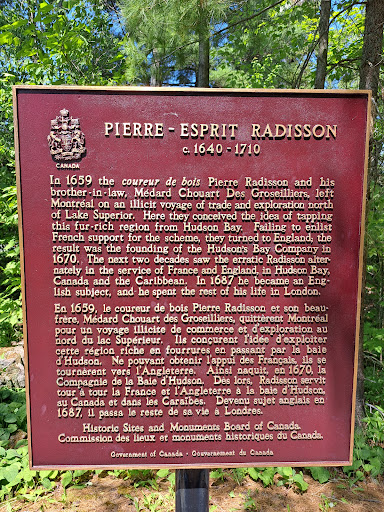 CANADA
PIERRE-ESPRIT RADISSON
c. 1640-1710
In 1659 the coureur de bois Pierre Radisson and his
brother-in-law, Médard Chouart Des Groseilliers, left
Montréal on an illicit voyage of trade and exploration north
of Lake Superior. Here they conceived the idea of tapping
this fur-rich region from Hudson Bay. Failing to enlist
French support for the scheme, they turned to England, the
result was the founding of the Hudson's Bay Company in
1670. The next two decades saw the erratic Radisson alter-
nately in the service of France and England, in Hudson Bay,
Canada and the Caribbean. In 1687 he became an Eng-
lish subject, and he spent the rest of his life in London.
En 1659, le coureur de bois Pierre Radisson et son beau-
frère, Médard Chouart des Groseilliers, quittèrent Montréal
pour un voyage illicite de commerce et d'exploration au
nord du lac Supérieur. Ils conçurent l'idée d'exploiter
cette région riche en fourrures en passant par la baie
d'Hudson. Ne pouvant obtenir l'appui des Français, ils se
tournèrent vers l'Angleterre. Ainsi naquit, en 1670, la
Compagnie de la Baie d'Hudson. Dès lors, Radisson servit
tour à tour la France et l'Angleterre à la baie d'Hudson,
au Canada et dans les Caraïbes. Devenu sujet anglais en
1687, il passa le reste de sa vie à Londres.
Historic Sites and Monuments Board of Canada.
Commission des lieux et monuments historiques du Canada.
Government of Canada - Gouvernement du Canada